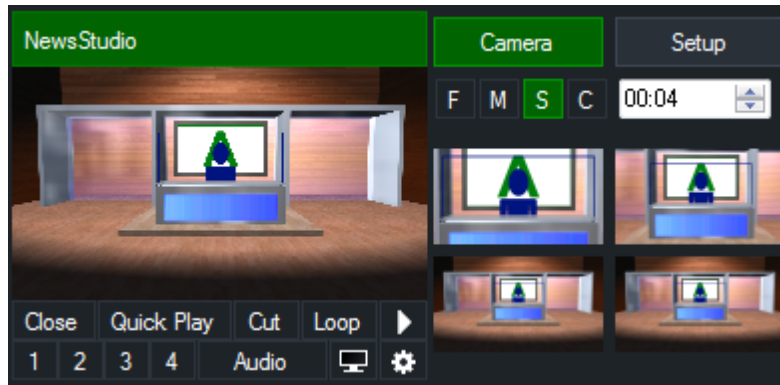 NewsStudio
Camera Setup
F M S C 00:04
Close Quick Play Cut Loop
1 2 3 4 Audio